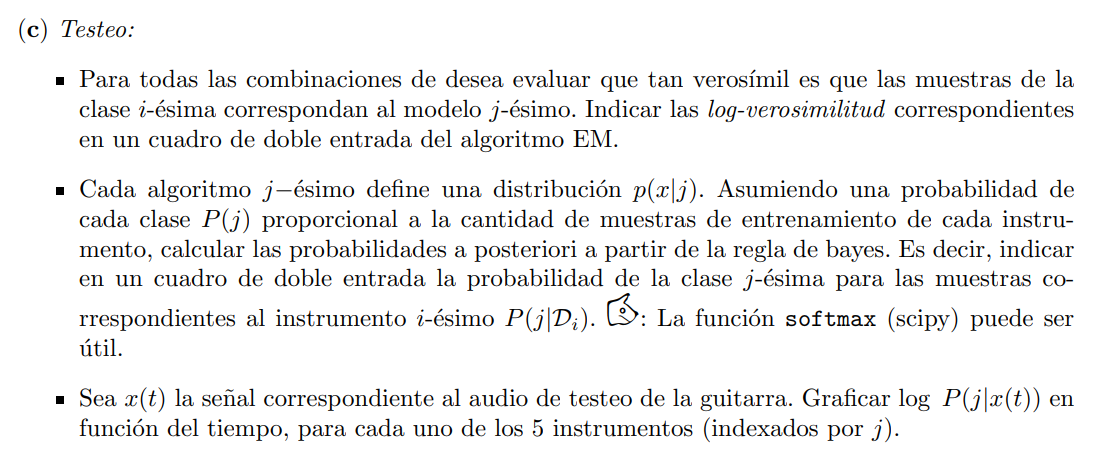 (c) Testeo:
▪ Para todas las combinaciones de desea evaluar que tan verosímil es que las muestras de la
clase i-ésima correspondan al modelo j-ésimo. Indicar las log-verosimilitud correspondientes
en un cuadro de doble entrada del algoritmo EM.
▪ Cada algoritmo j−ésimo define una distribución p(x|j). Asumiendo una probabilidad de
cada clase P(j) proporcional a la cantidad de muestras de entrenamiento de cada instru-
mento, calcular las probabilidades a posteriori a partir de la regla de bayes. Es decir, indicar
en un cuadro de doble entrada la probabilidad de la clase j-ésima para las muestras co-
rrespondientes al instrumento i-ésimo P(j|𝒟ᵢ). : La función softmax (scipy) puede ser
útil.
▪ Sea x(t) la señal correspondiente al audio de testeo de la guitarra. Graficar log P(j|x(t)) en
función del tiempo, para cada uno de los 5 instrumentos (indexados por j).